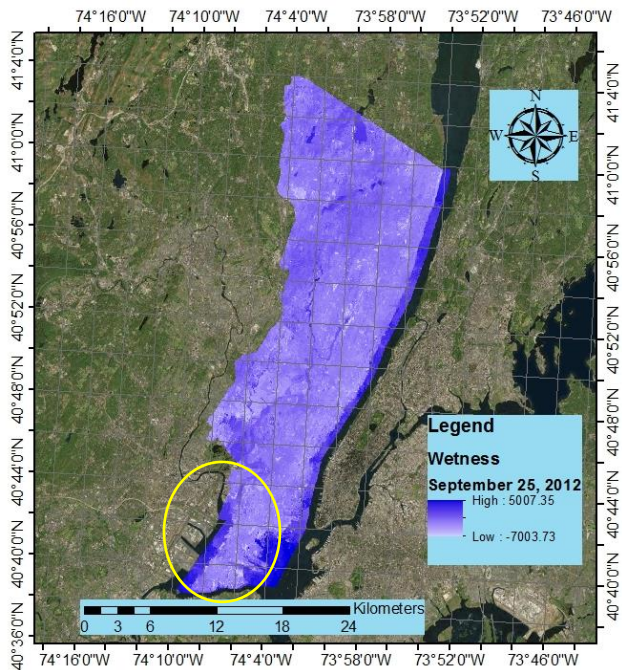 74°16'0"W 74°10'0"W 74°4'0"W 73°58'0"W 73°52'0"W 73°46'0"W
41°4'0"N
41°0'0"N
40°56'0"N
40°52'0"N
40°48'0"N
40°44'0"N
40°40'0"N
40°36'0"N
N
W E
S
41°4'0"N
41°0'0"N
40°56'0"N
40°52'0"N
40°48'0"N
40°44'0"N
40°40'0"N
Legend
Wetness
September 25, 2012
High : 5007.35
Low : -7003.73
Kilometers
0 3 6 12 18 24
74°16'0"W 74°10'0"W 74°4'0"W 73°58'0"W 73°52'0"W 73°46'0"W